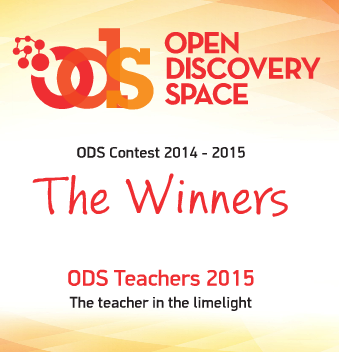 ods
OPEN
DISCOVERY
SPACE
ODS Contest 2014 - 2015
The Winners
ODS Teachers 2015
The teacher in the limelight